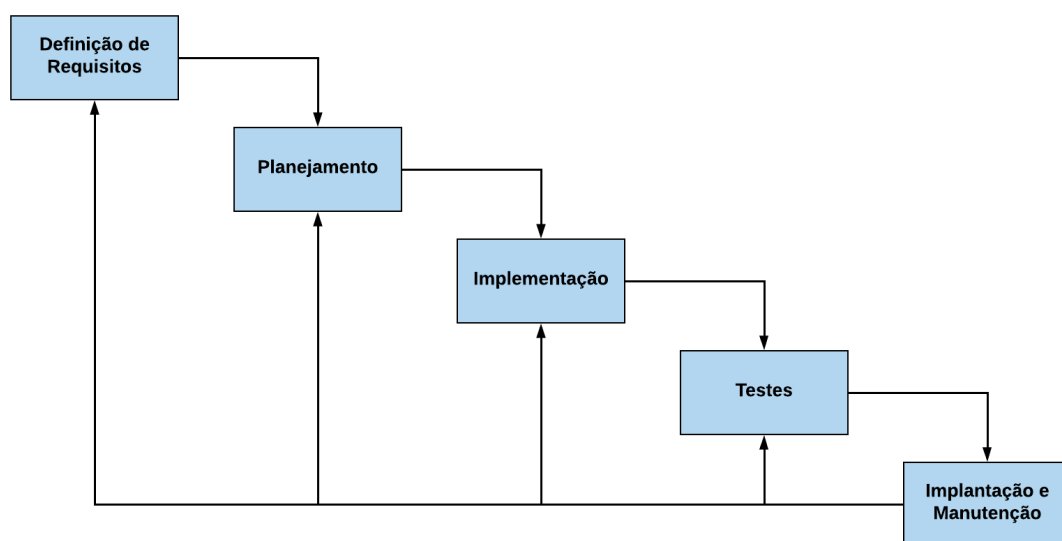 Definição de
Requisitos
Planejamento
Implementação
Testes
Implantação e
Manutenção